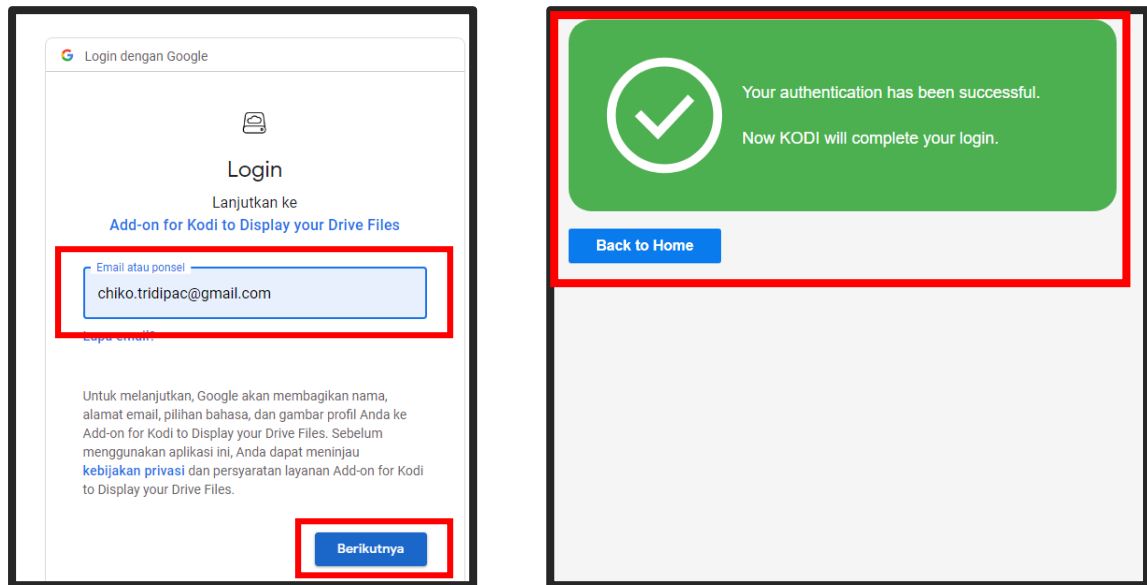 Login dengan Google
Login
Lanjutkan ke
Add-on for Kodi to Display your Drive Files
Email atau ponsel
chiko.tridipac@gmail.com
Lupa email?
Untuk melanjutkan, Google akan membagikan nama,
alamat email, pilihan bahasa, dan gambar profil Anda ke
Add-on for Kodi to Display your Drive Files. Sebelum
menggunakan aplikasi ini, Anda dapat meninjau
kebijakan privasi dan persyaratan layanan Add-on for Kodi
to Display your Drive Files.
Berikutnya
Your authentication has been successful.
Now KODI will complete your login.
Back to Home